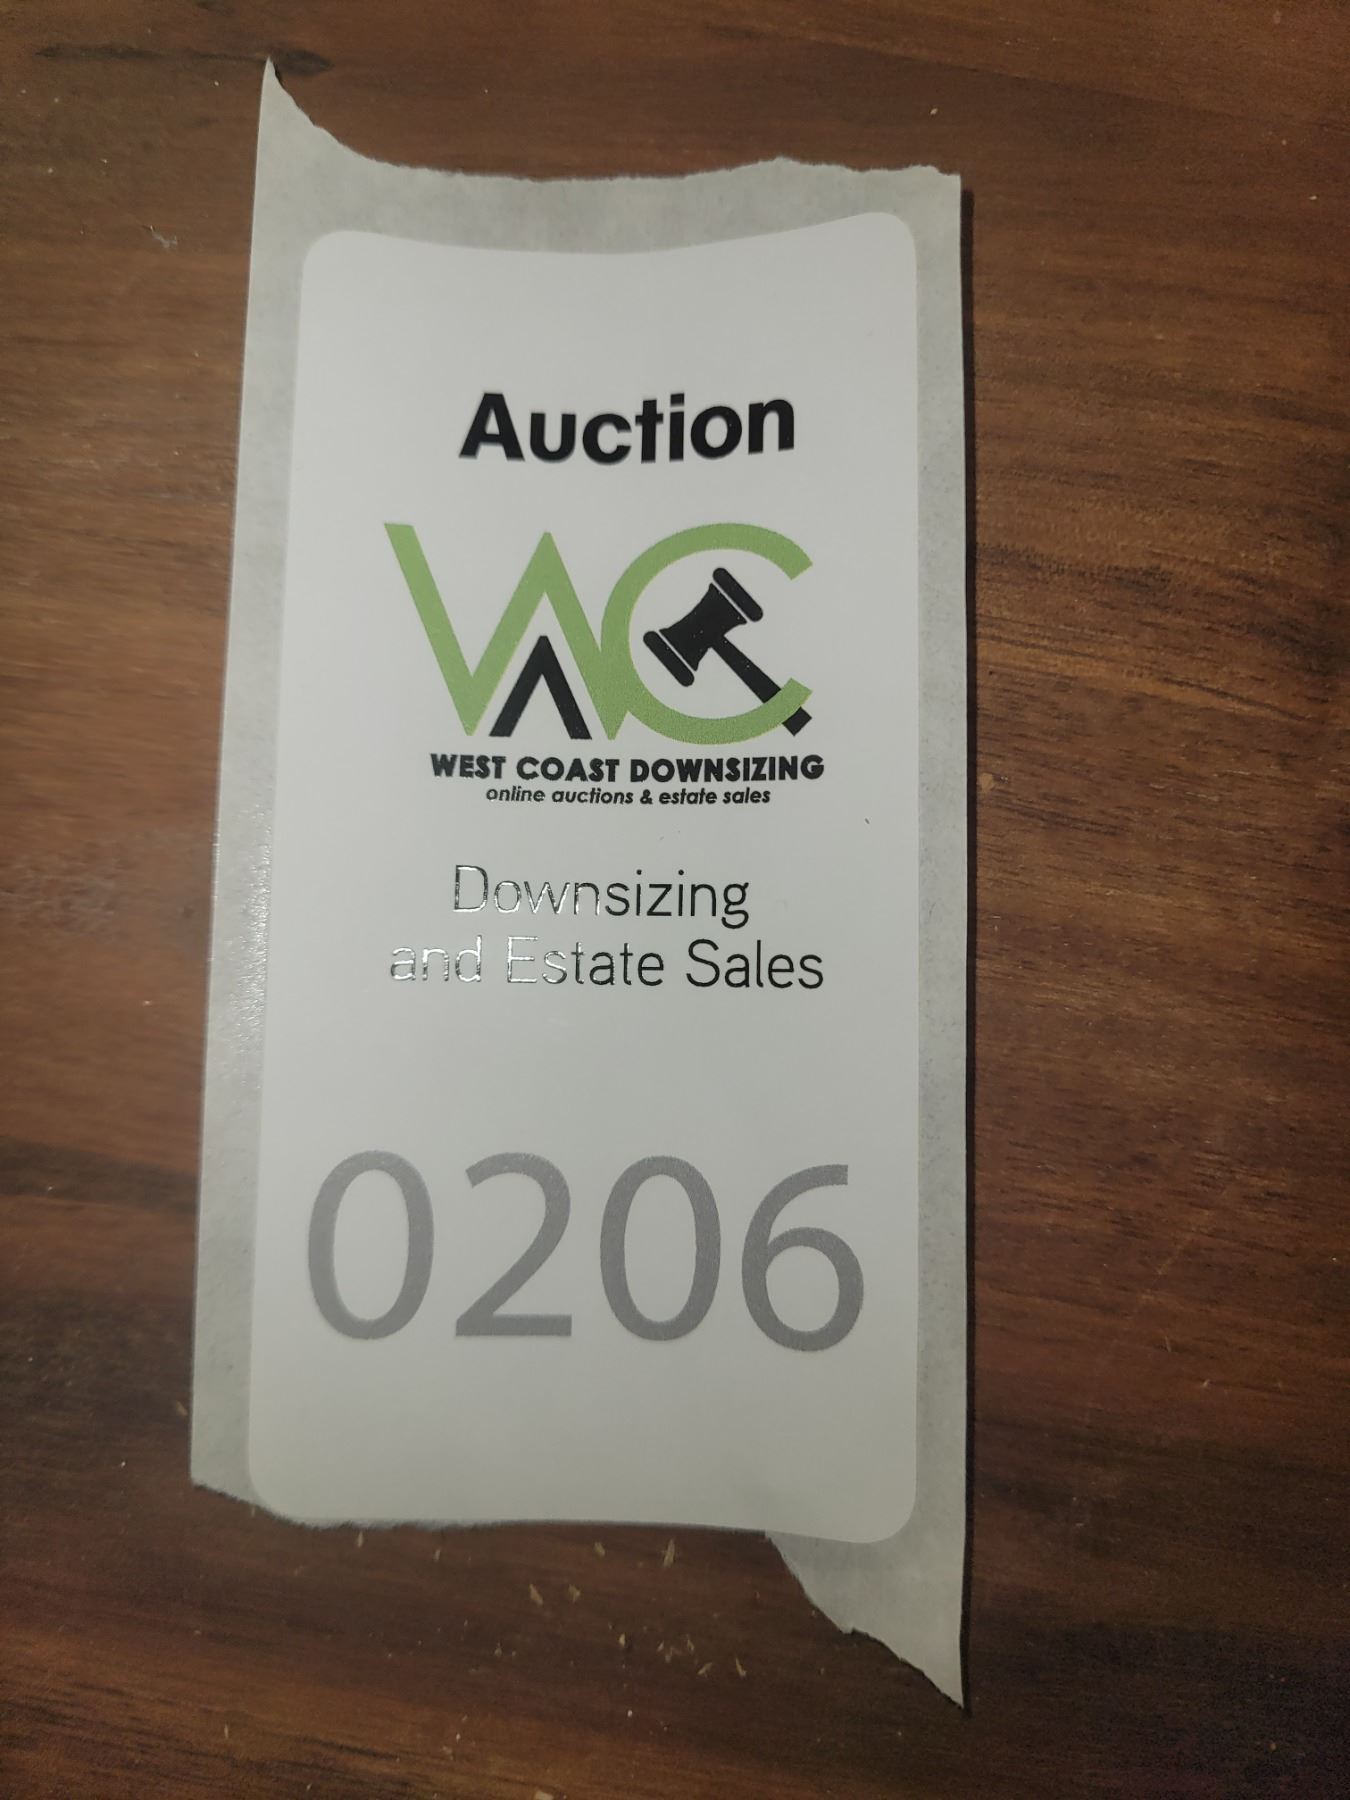 Auction
WC
WEST COAST DOWNSIZING
online auctions & estate sales
Downsizing
and Estate Sales
0206